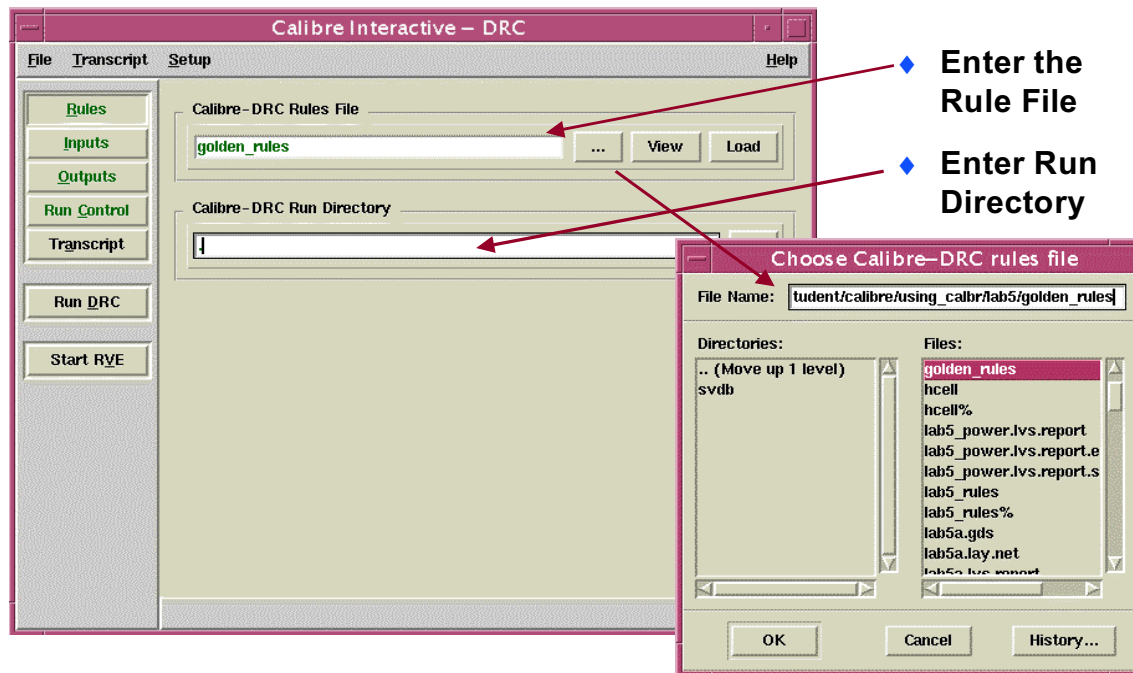 Calibre Interactive – DRC
File Transcript Setup Help
Rules
Inputs
Outputs
Run Control
Transcript
Run DRC
Start RVE
Calibre-DRC Rules File
golden_rules
... View Load
Calibre-DRC Run Directory
.
♦ Enter the
Rule File
♦ Enter Run
Directory
Choose Calibre–DRC rules file
File Name: tudent/calibre/using_calbr/lab5/golden_rules
Directories:
.. (Move up 1 level)
svdb
Files:
golden_rules
hcell
hcell%
lab5_power.lvs.report
lab5_power.lvs.report.e
lab5_power.lvs.report.s
lab5_rules
lab5_rules%
lab5a.gds
lab5a.lay.net
lab5a.lvs.report
OK Cancel History...